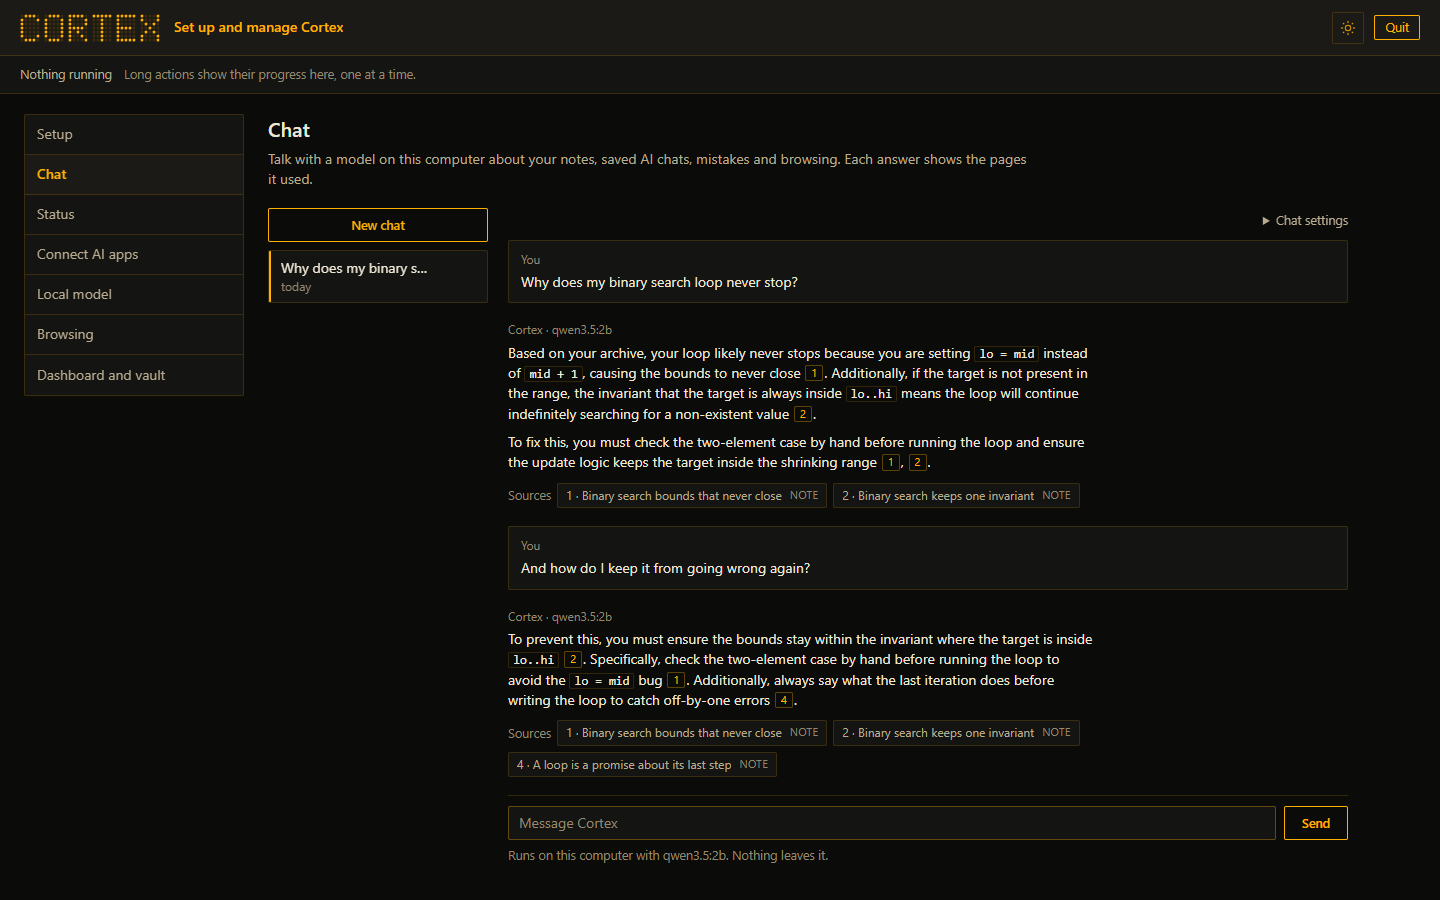 CORTEX Set up and manage Cortex
Quit
Nothing running Long actions show their progress here, one at a time.
Setup
Chat
Status
Connect AI apps
Local model
Browsing
Dashboard and vault
Chat
Talk with a model on this computer about your notes, saved AI chats, mistakes and browsing. Each answer shows the pages
it used.
New chat
Why does my binary s...
today
Chat settings
You
Why does my binary search loop never stop?
Cortex · qwen3.5:2b
Based on your archive, your loop likely never stops because you are setting lo = mid instead
of mid + 1, causing the bounds to never close 1. Additionally, if the target is not present in
the range, the invariant that the target is always inside lo..hi means the loop will continue
indefinitely searching for a non-existent value 2.
To fix this, you must check the two-element case by hand before running the loop and ensure
the update logic keeps the target inside the shrinking range 1, 2.
Sources 1 · Binary search bounds that never close NOTE 2 · Binary search keeps one invariant NOTE
You
And how do I keep it from going wrong again?
Cortex · qwen3.5:2b
To prevent this, you must ensure the bounds stay within the invariant where the target is inside
lo..hi 2. Specifically, check the two-element case by hand before running the loop to
avoid the lo = mid bug 1. Additionally, always say what the last iteration does before
writing the loop to catch off-by-one errors 4.
Sources 1 · Binary search bounds that never close NOTE 2 · Binary search keeps one invariant NOTE
4 · A loop is a promise about its last step NOTE
Message Cortex
Send
Runs on this computer with qwen3.5:2b. Nothing leaves it.